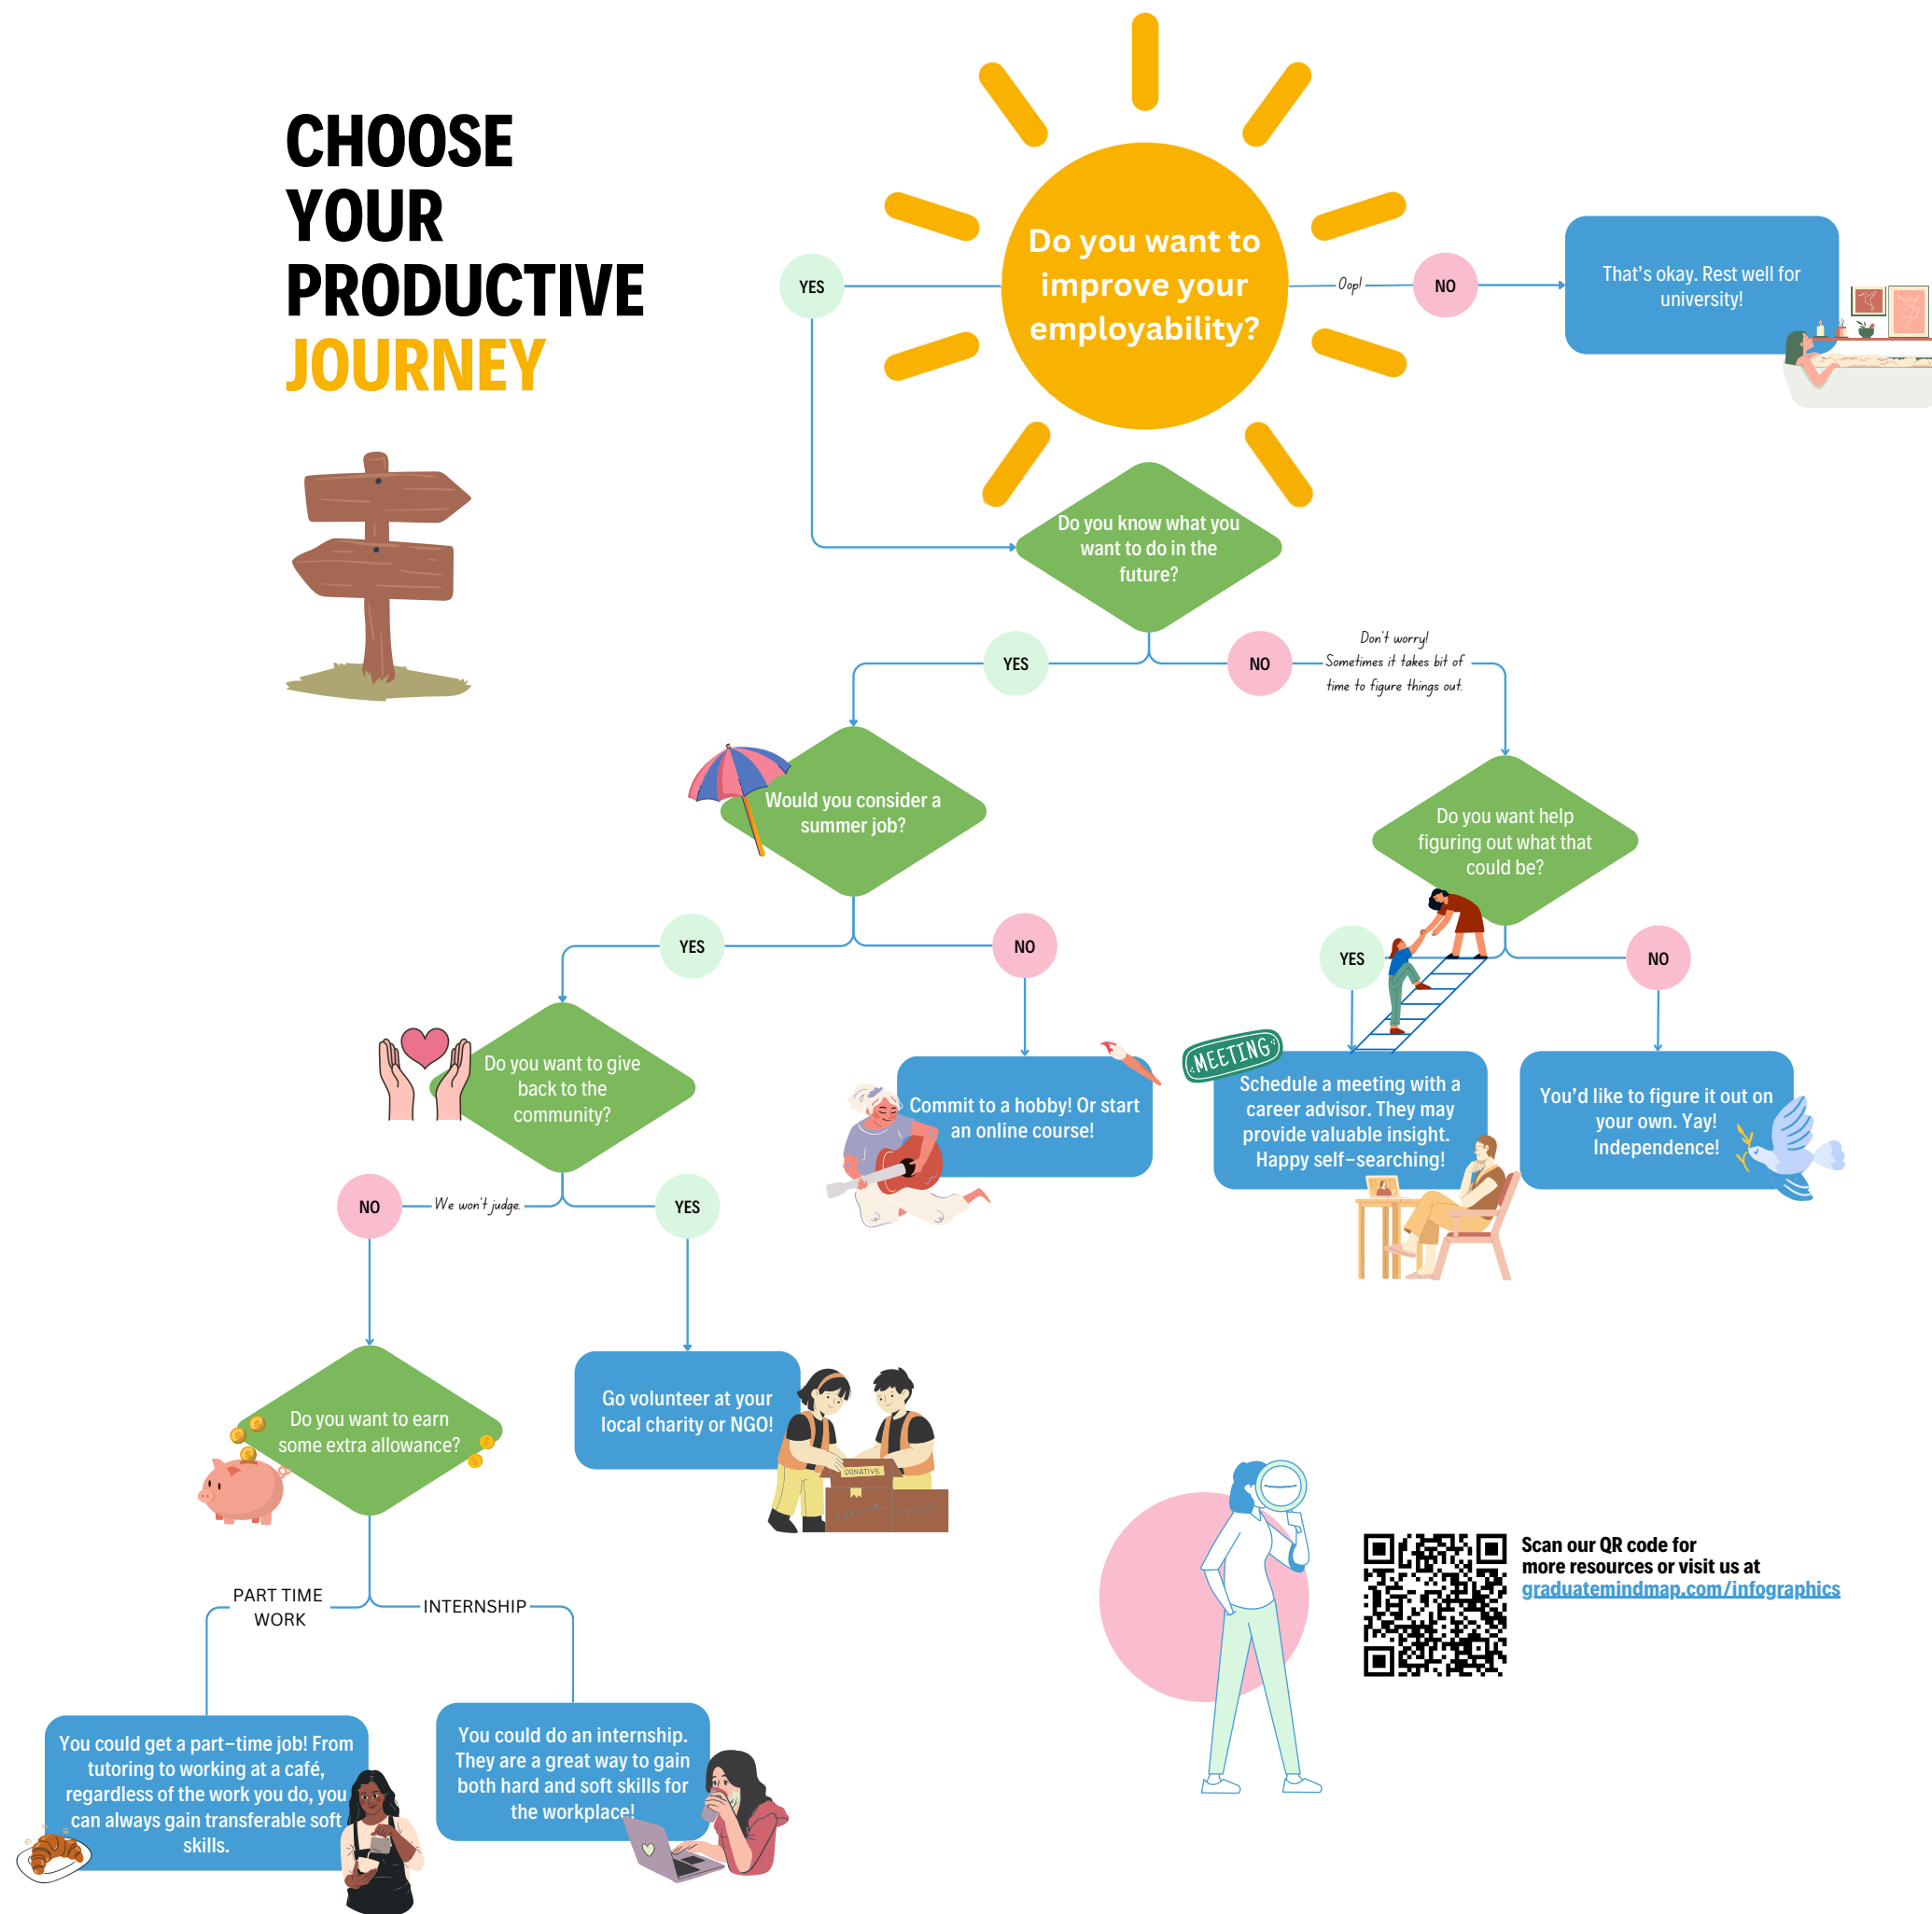 CHOOSE
YOUR
PRODUCTIVE
JOURNEY
Do you want to
improve your
employability?
YES
Oop!
NO
That's okay. Rest well for
university!
Do you know what you
want to do in the
future?
YES
NO
Don't worry!
Sometimes it takes bit of
time to figure things out.
Would you consider a
summer job?
Do you want help
figuring out what that
could be?
YES
NO
YES
NO
Do you want to give
back to the
community?
Commit to a hobby! Or start
an online course!
MEETING
Schedule a meeting with a
career advisor. They may
provide valuable insight.
Happy self-searching!
You'd like to figure it out on
your own. Yay!
Independence!
NO
We won't judge.
YES
Do you want to earn
some extra allowance?
Go volunteer at your
local charity or NGO!
DONATIVE
FOOD
PART TIME
WORK
INTERNSHIP
Scan our QR code for
more resources or visit us at
graduatemindmap.com/infographics
You could get a part-time job! From
tutoring to working at a café,
regardless of the work you do, you
can always gain transferable soft
skills.
You could do an internship.
They are a great way to gain
both hard and soft skills for
the workplace!